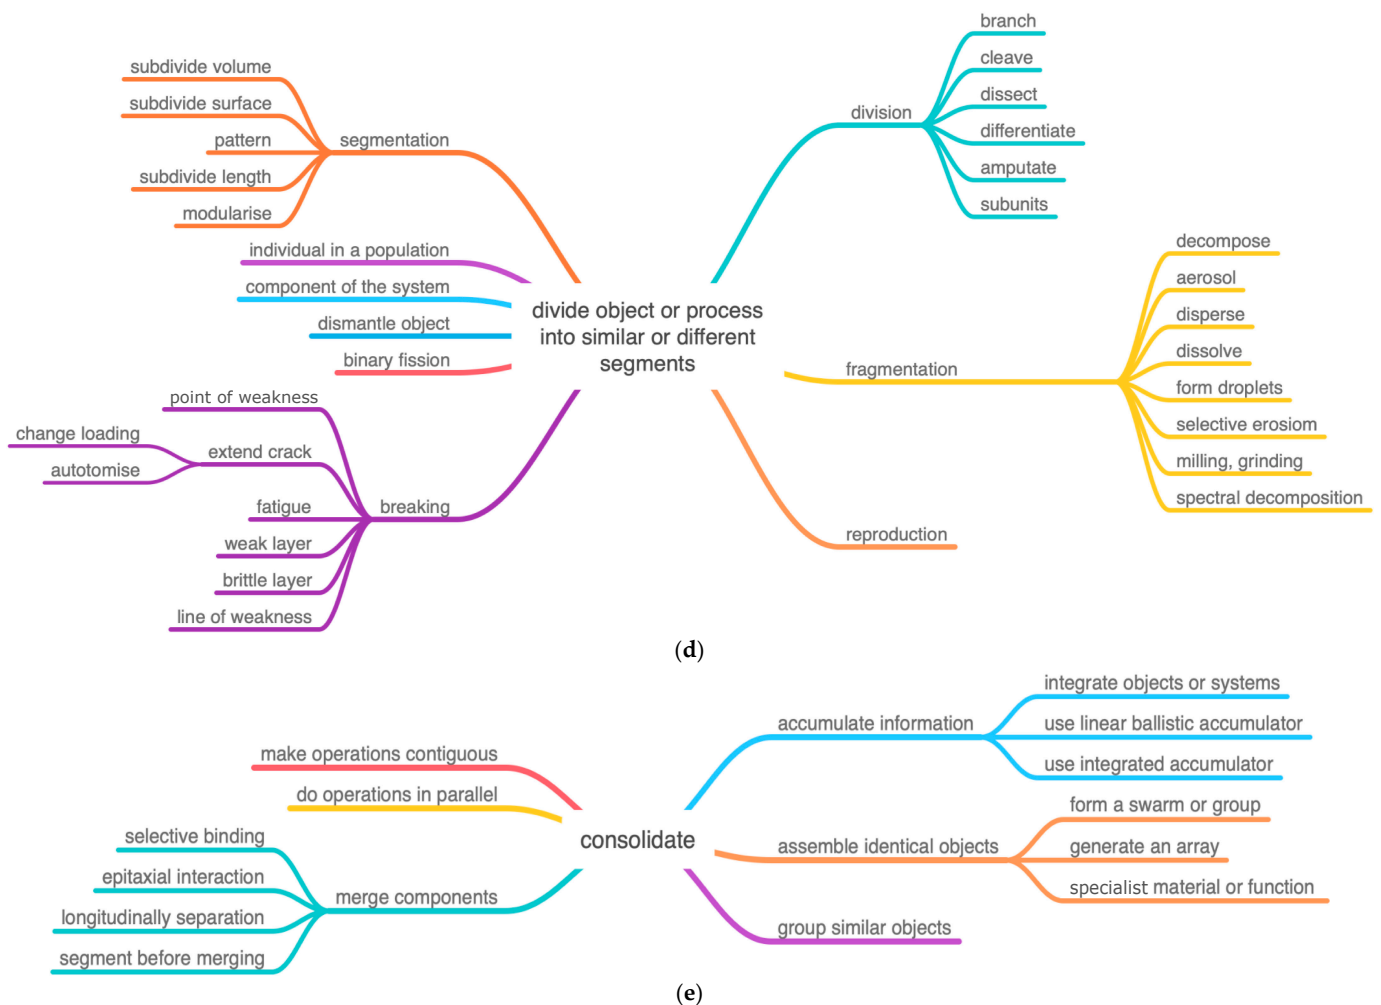 subdivide volume
subdivide surface
pattern
subdivide length
modularise
segmentation
individual in a population
component of the system
dismantle object
binary fission
point of weakness
change loading
autotomise
extend crack
fatigue
weak layer
brittle layer
line of weakness
breaking
divide object or process
into similar or different
segments
division
branch
cleave
dissect
differentiate
amputate
subunits
fragmentation
decompose
aerosol
disperse
dissolve
form droplets
selective erosiom
milling, grinding
spectral decomposition
reproduction
(d)
make operations contiguous
do operations in parallel
selective binding
epitaxial interaction
longitudinally separation
segment before merging
merge components
consolidate
accumulate information
integrate objects or systems
use linear ballistic accumulator
use integrated accumulator
assemble identical objects
form a swarm or group
generate an array
specialist material or function
group similar objects
(e)